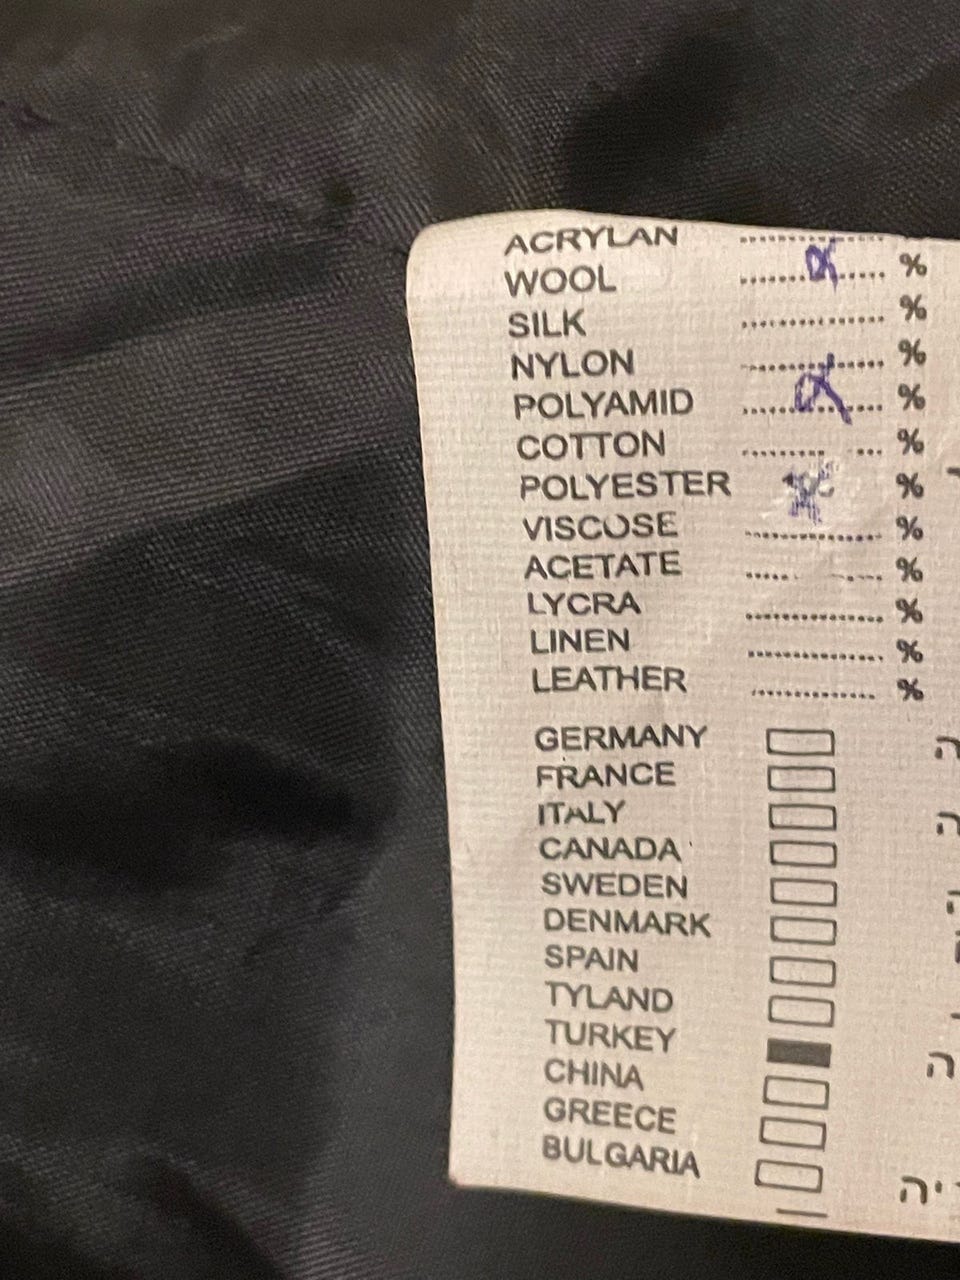 ACRYLAN ..................
WOOL .................. %
SILK .................. %
NYLON .................. %
POLYAMID .................. %
COTTON ......... ... %
POLYESTER %
VISCOSE .................. %
ACETATE ..... ..... %
LYCRA .................. %
LINEN .................. %
LEATHER ................ %
GERMANY
FRANCE
ITALY
CANADA
SWEDEN
DENMARK
SPAIN
TYLAND
TURKEY
CHINA
GREECE
BULGARIA